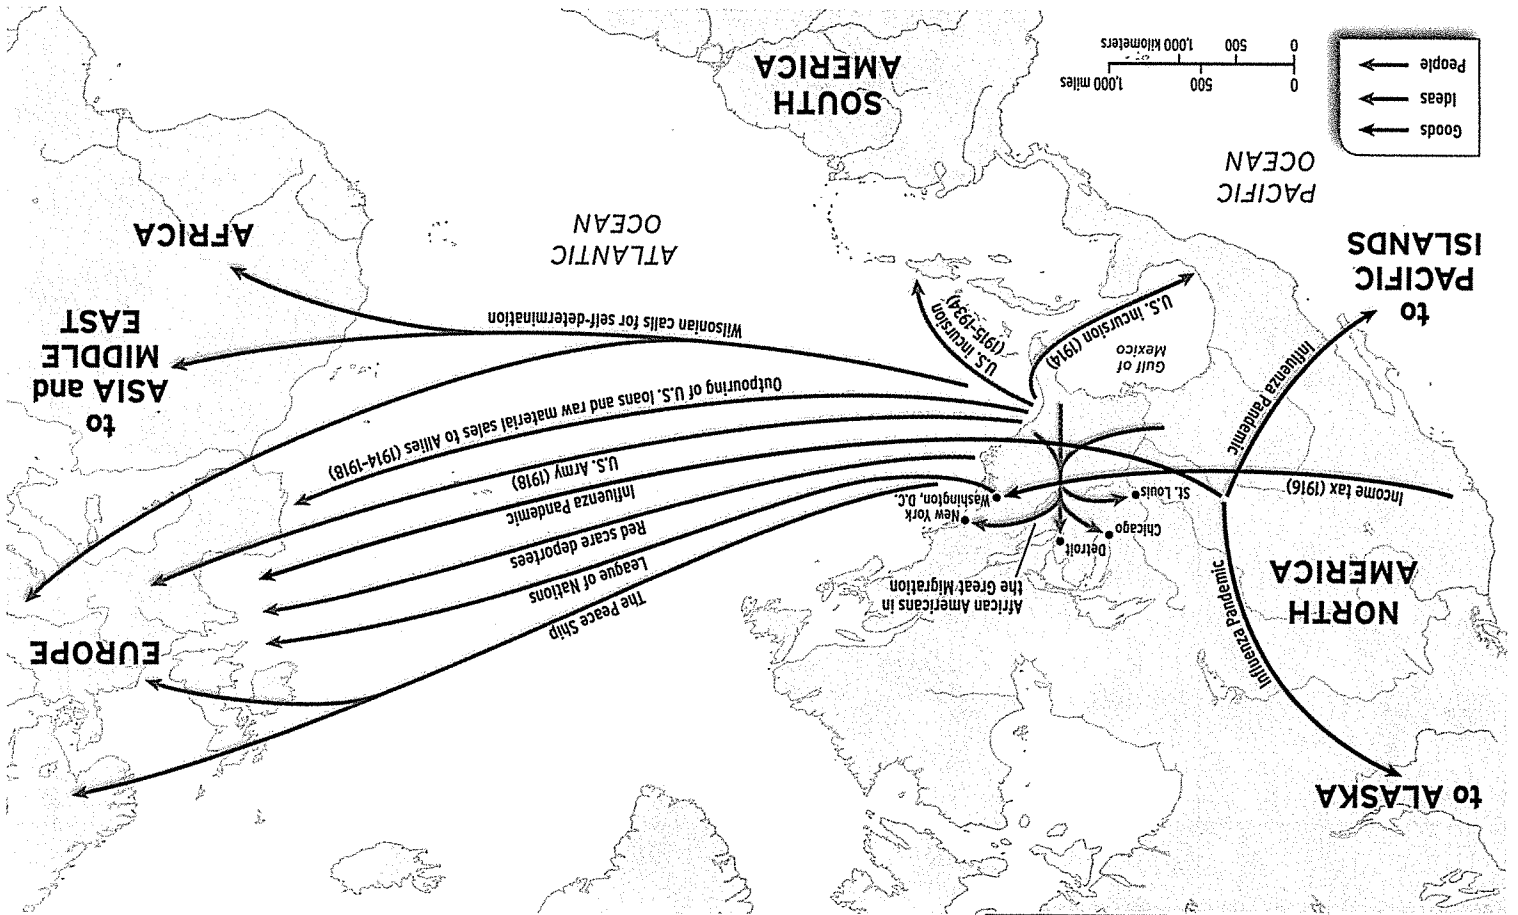 to ALASKA
NORTH
AMERICA
Influenza Pandemic
Income tax (1916)
Influenza
Pandemic
to
PACIFIC
ISLANDS
PACIFIC
OCEAN
Goods
Ideas
People
0 500 1,000 miles
0 500 1,000 kilometers
African Americans in
the Great Migration
Detroit
Chicago
St. Louis
New York
Washington, D.C.
Gulf of
Mexico
U.S. incursion (1914)
U.S. incursion
(1915–1934)
SOUTH
AMERICA
The Peace Ship
League of Nations
Red scare deportees
Influenza Pandemic
U.S. Army (1918)
Outpouring of U.S. loans and raw material sales to Allies (1914–1918)
Wilsonian calls for self-determination
ATLANTIC
OCEAN
EUROPE
to
ASIA and
MIDDLE
EAST
AFRICA